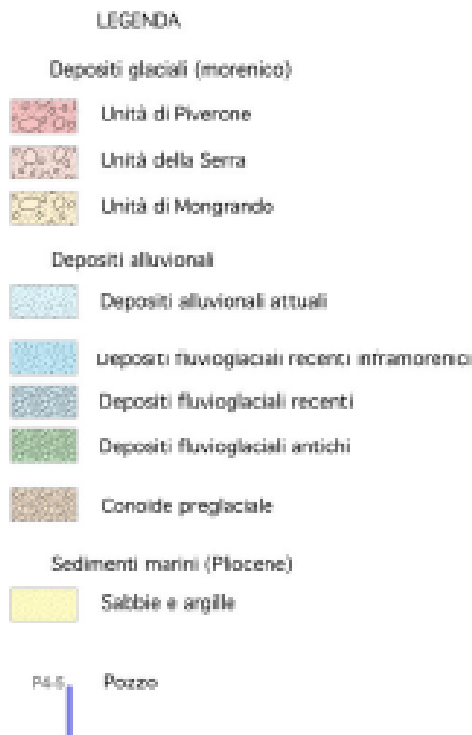 LEGENDA
Depositi glaciali (morenico)
Unità di Piverone
Unità della Serra
Unità di Mongrando
Depositi alluvionali
Depositi alluvionali attuali
Depositi fluvioglaciali recenti inframorenici
Depositi fluvioglaciali recenti
Depositi fluvioglaciali antichi
Conoide preglaciale
Sedimenti marini (Pliocene)
Sabbie e argille
Pozzo